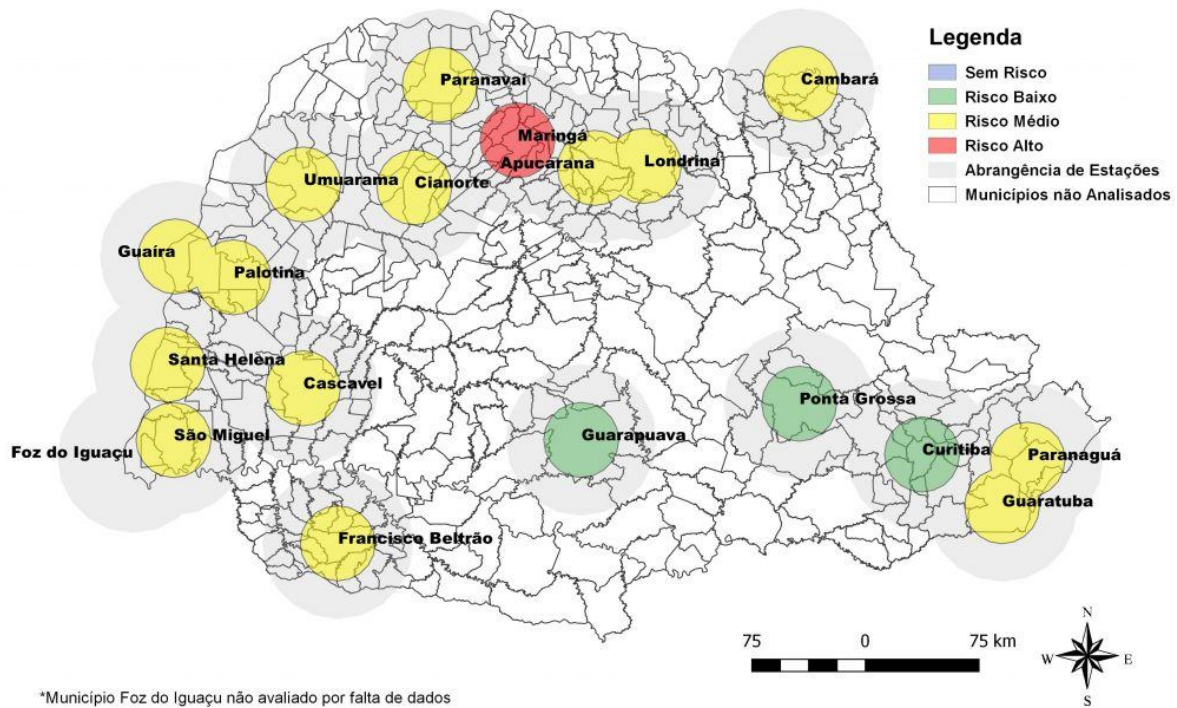 Legenda
Sem Risco
Risco Baixo
Risco Médio
Risco Alto
Abrangência de Estações
Municípios não Analisados
Paranavaí
Cambará
Maringá
Apucarana
Londrina
Umuarama
Cianorte
Guaíra
Palotina
Santa Helena
Cascavel
Ponta Grossa
São Miguel
Guarapuava
Foz do Iguaçu
Curitiba
Paranaguá
Guaratuba
Francisco Beltrão
75 0 75 km
N
W E
S
*Município Foz do Iguaçu não avaliado por falta de dados